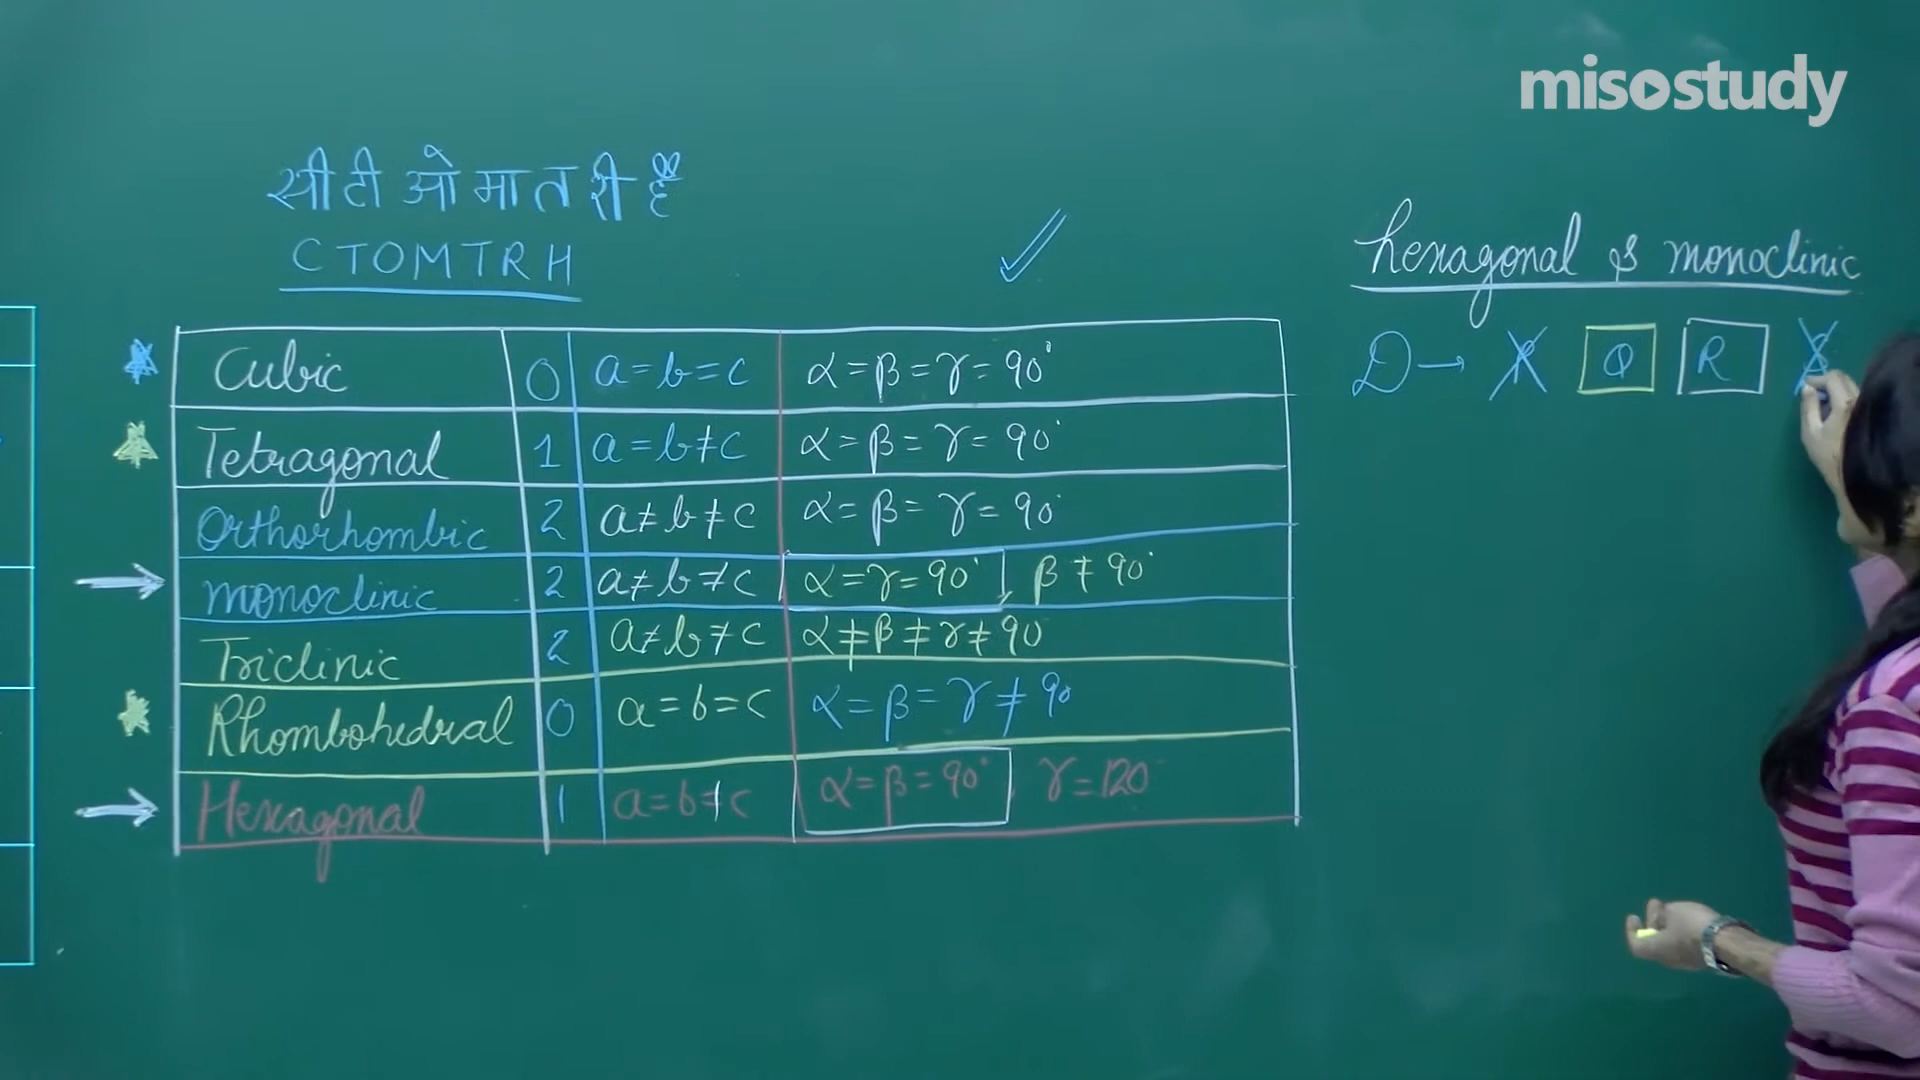 misostudy
सीटी ओ मात री है
CTOMTRH
Cubic 0 a=b=c α=β=γ=90°
Tetragonal 1 a=b≠c α=β=γ=90°
Orthorhombic 2 a≠b≠c α=β=γ=90°
monoclinic 2 a≠b≠c α=γ=90°, β≠90°
Triclinic 2 a≠b≠c α≠β≠γ≠90°
Rhombohedral 0 a=b=c α=β=γ≠90
Hexagonal 1 a=b≠c α=β=90° γ=120
hexagonal & monoclinic
D→ Q R